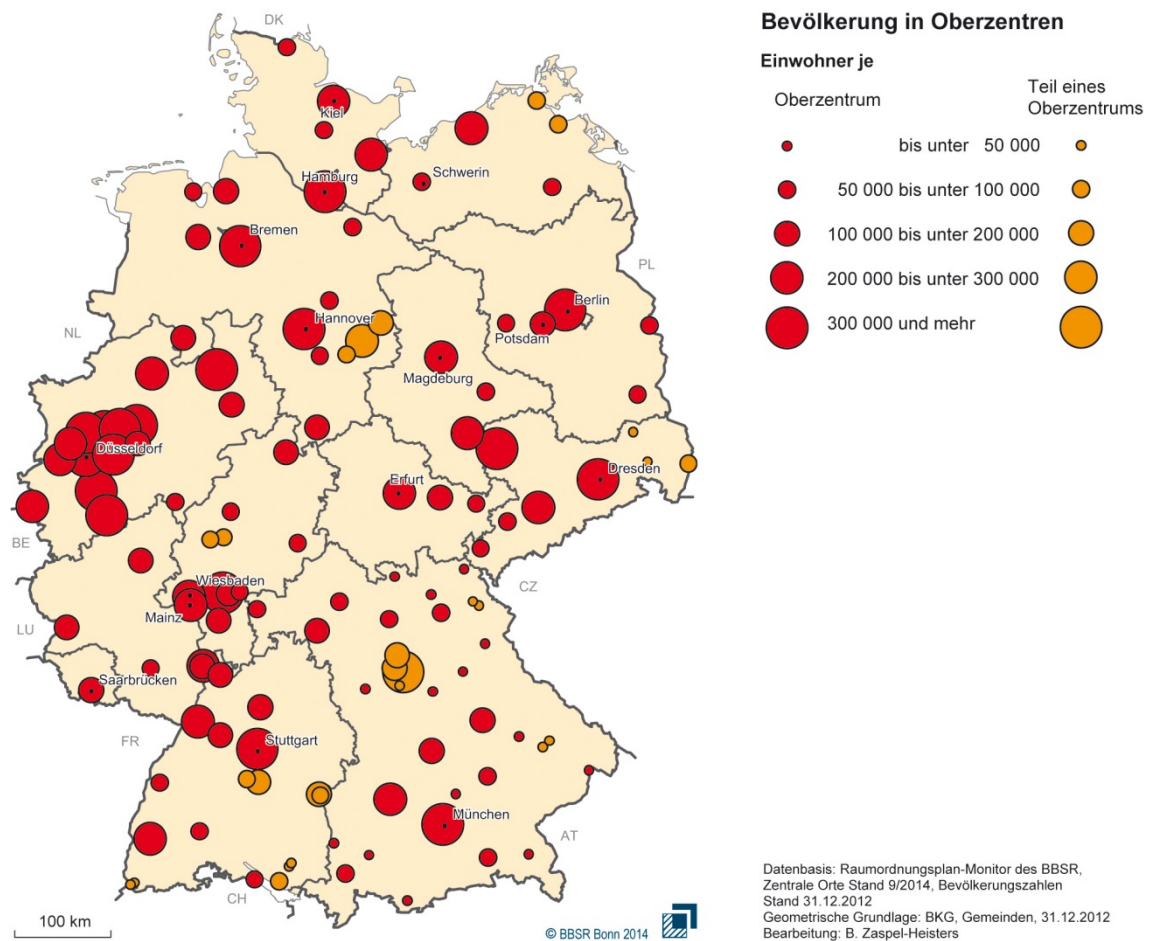 DK
Kiel
Hamburg
Schwerin
Bremen
PL
Berlin
Hannover
Potsdam
NL
Magdeburg
Düsseldorf
Dresden
Erfurt
BE
Wiesbaden
CZ
Mainz
LU
Saarbrücken
FR
Stuttgart
München
AT
CH
100 km
© BBSR Bonn 2014
Bevölkerung in Oberzentren
Einwohner je
Oberzentrum
Teil eines
Oberzentrums
bis unter 50 000
50 000 bis unter 100 000
100 000 bis unter 200 000
200 000 bis unter 300 000
300 000 und mehr
Datenbasis: Raumordnungsplan-Monitor des BBSR,
Zentrale Orte Stand 9/2014, Bevölkerungszahlen
Stand 31.12.2012
Geometrische Grundlage: BKG, Gemeinden, 31.12.2012
Bearbeitung: B. Zaspel-Heisters